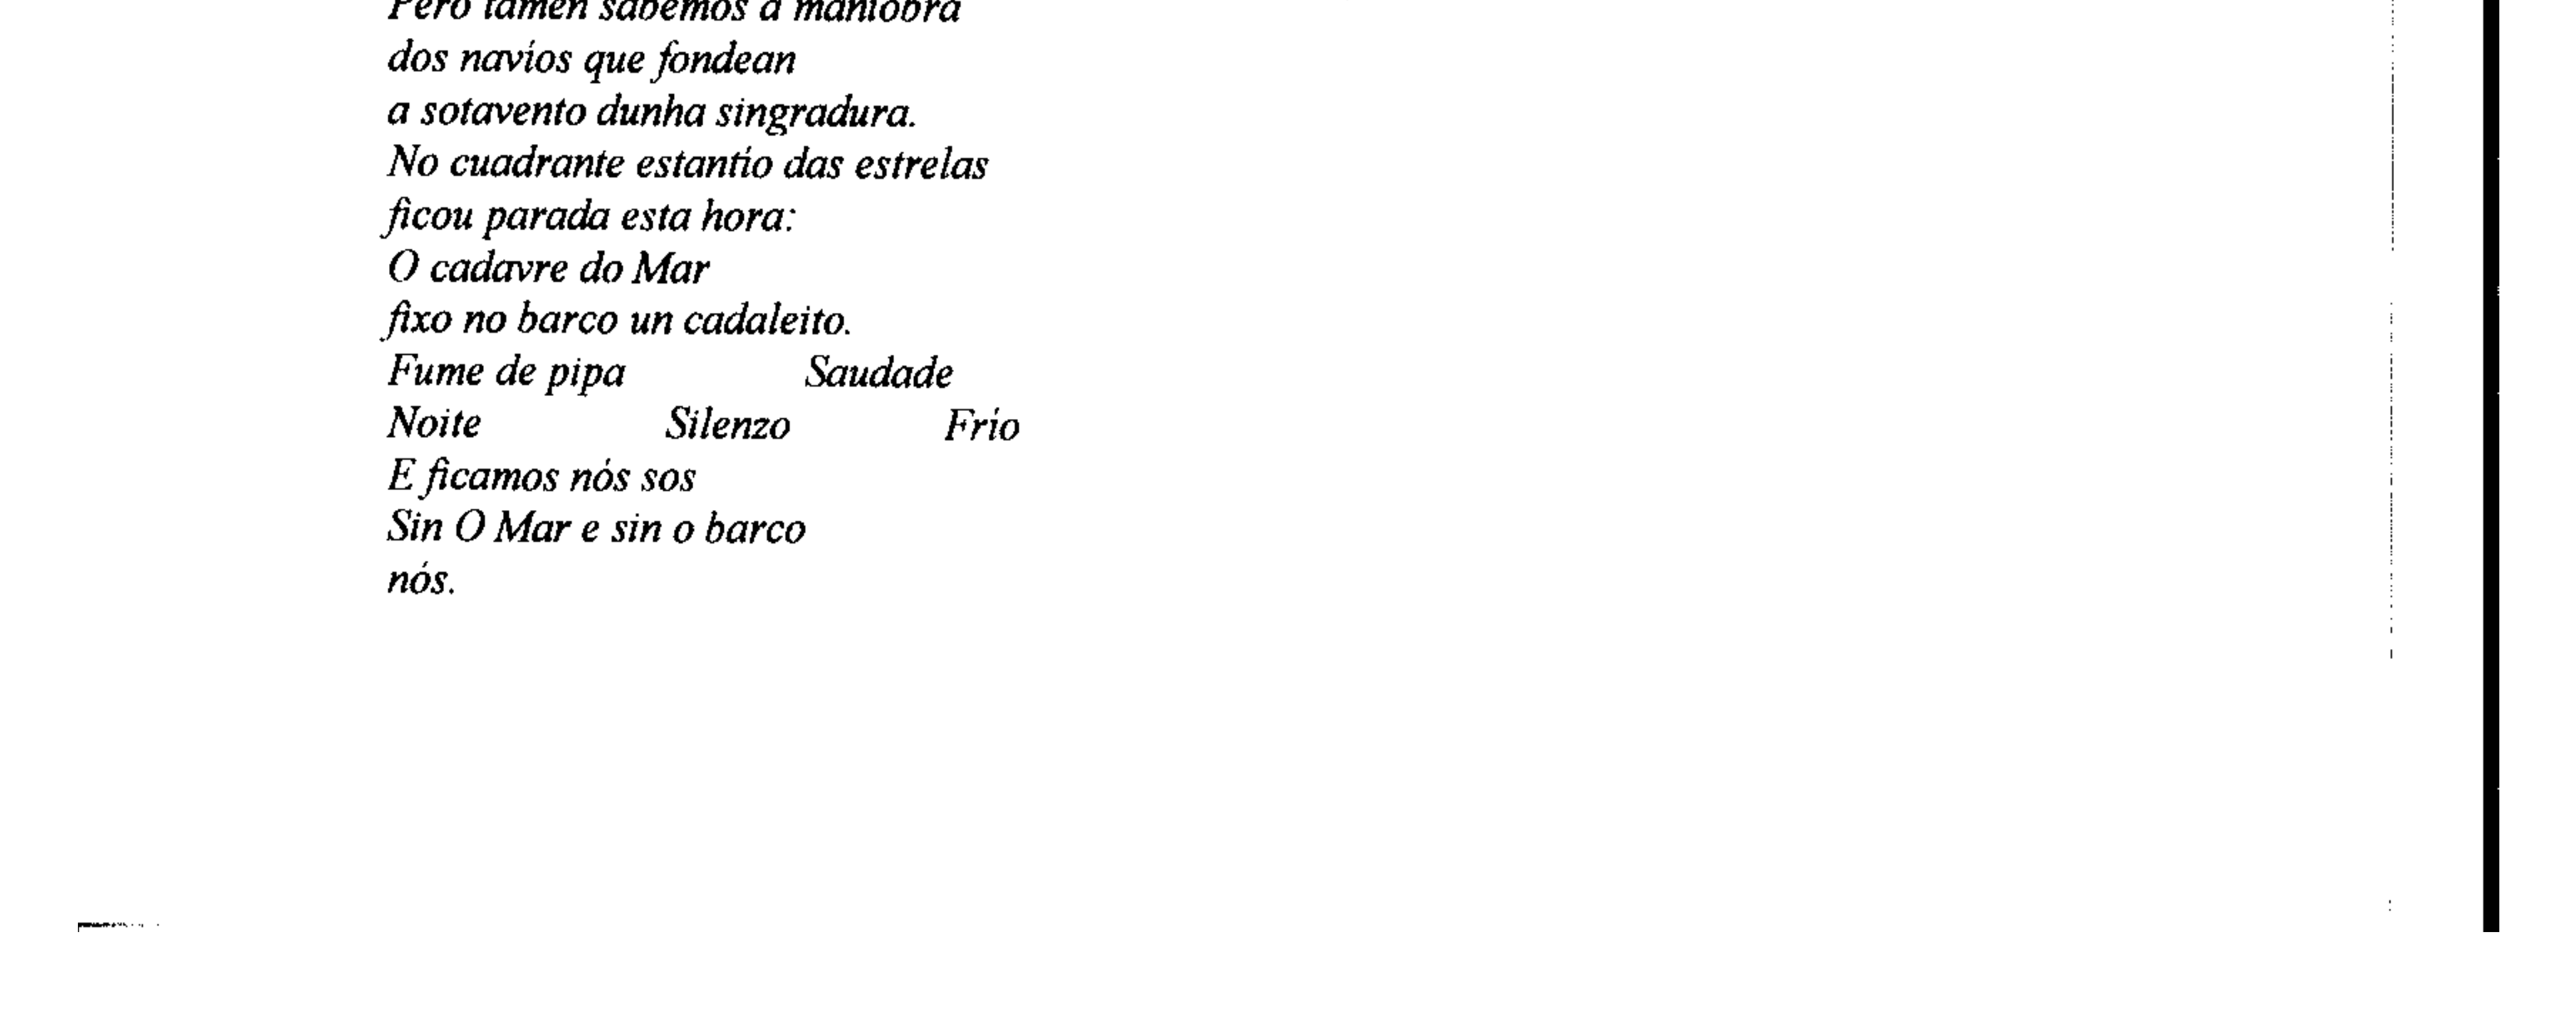 Pero tamén sabemos a maniobra
dos navíos que fondean
a sotavento dunha singradura.
No cuadrante estantío das estrelas
ficou parada esta hora:
O cadavre do Mar
fixo no barco un cadaleito.
Fume de pipa Saudade
Noite Silenzo Frío
E ficamos nós sos
Sin O Mar e sin o barco
nós.